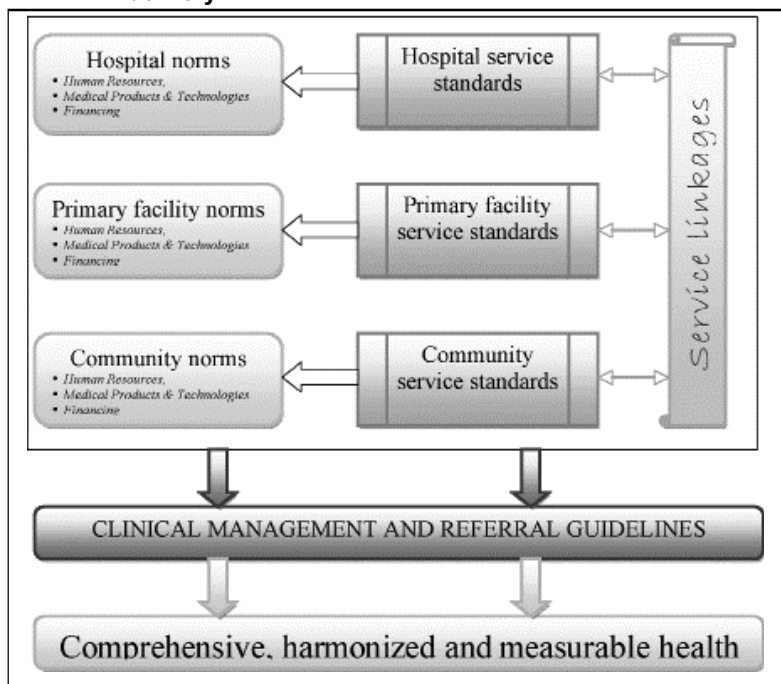 Hospital norms
• Human Resources,
• Medical Products & Technologies
• Financing
Hospital service
standards
Primary facility norms
• Human Resources,
• Medical Products & Technologies
• Financing
Primary facility
service standards
Community norms
• Human Resources,
• Medical Products & Technologies
• Financing
Community
service standards
Service linkages
CLINICAL MANAGEMENT AND REFERRAL GUIDELINES
Comprehensive, harmonized and measurable health